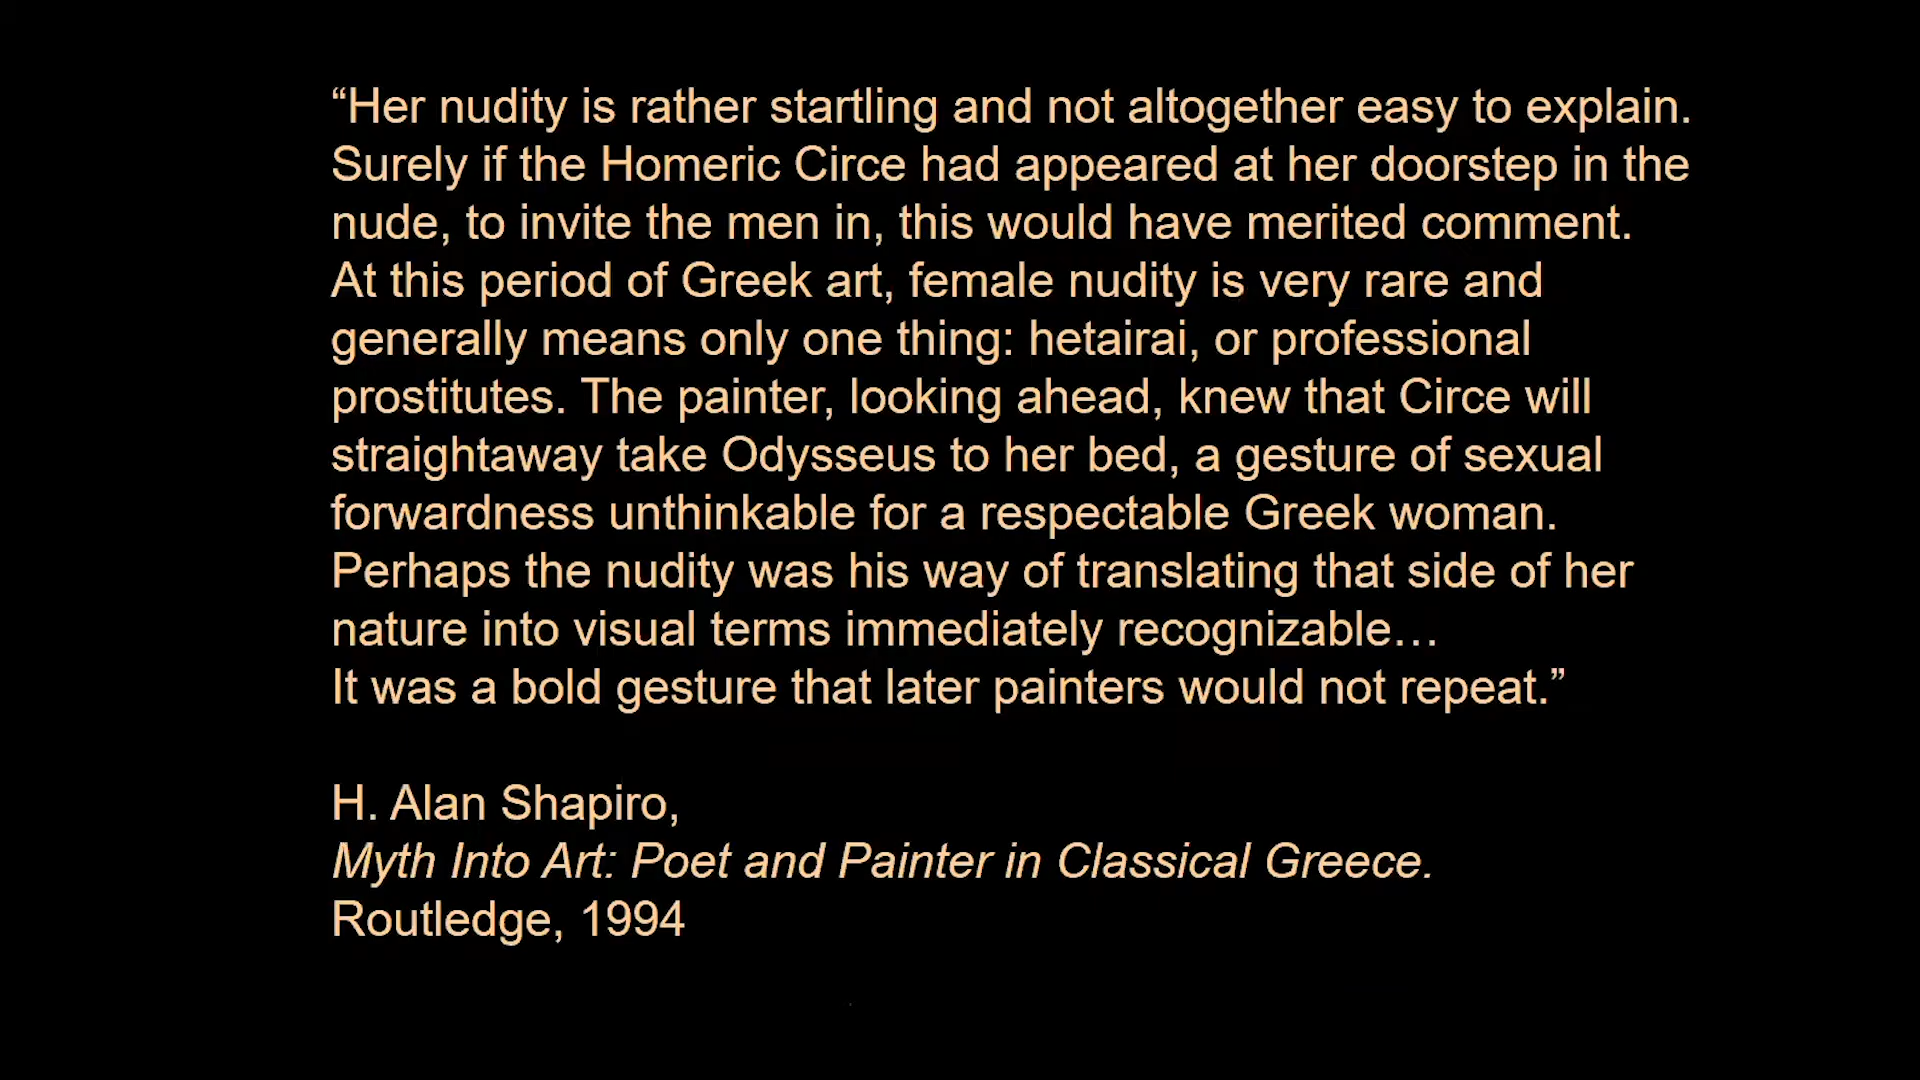 “Her nudity is rather startling and not altogether easy to explain.
Surely if the Homeric Circe had appeared at her doorstep in the
nude, to invite the men in, this would have merited comment.
At this period of Greek art, female nudity is very rare and
generally means only one thing: hetairai, or professional
prostitutes. The painter, looking ahead, knew that Circe will
straightaway take Odysseus to her bed, a gesture of sexual
forwardness unthinkable for a respectable Greek woman.
Perhaps the nudity was his way of translating that side of her
nature into visual terms immediately recognizable…
It was a bold gesture that later painters would not repeat.”
H. Alan Shapiro,
Myth Into Art: Poet and Painter in Classical Greece.
Routledge, 1994